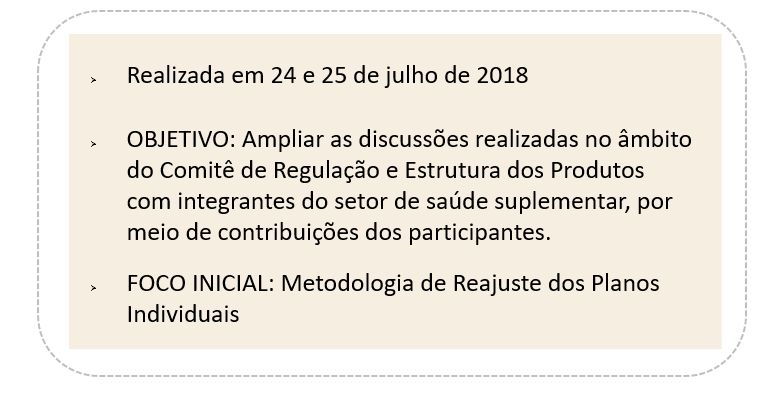 Realizada em 24 e 25 de julho de 2018
OBJETIVO: Ampliar as discussões realizadas no âmbito
do Comitê de Regulação e Estrutura dos Produtos
com integrantes do setor de saúde suplementar, por
meio de contribuições dos participantes.
FOCO INICIAL: Metodologia de Reajuste dos Planos
Individuais